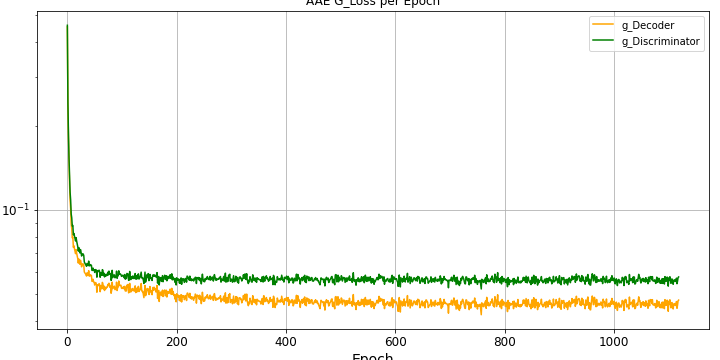 AAE G_Loss per Epoch
g_Decoder
g_Discriminator
10⁻¹
0 200 400 600 800 1000
Epoch